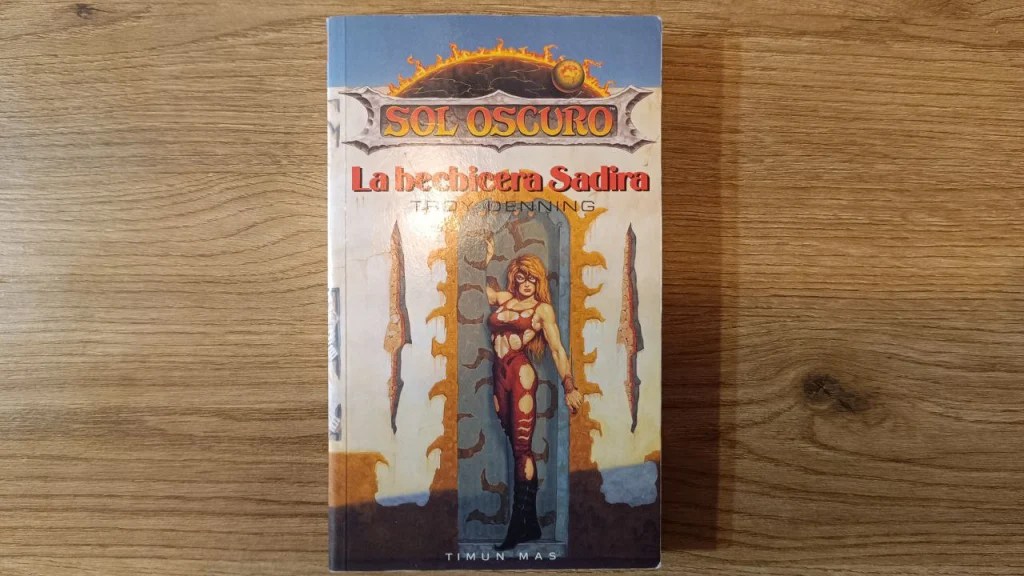 SOL OSCURO
La hechicera Sadira
TROY DENNING
TIMUN MAS